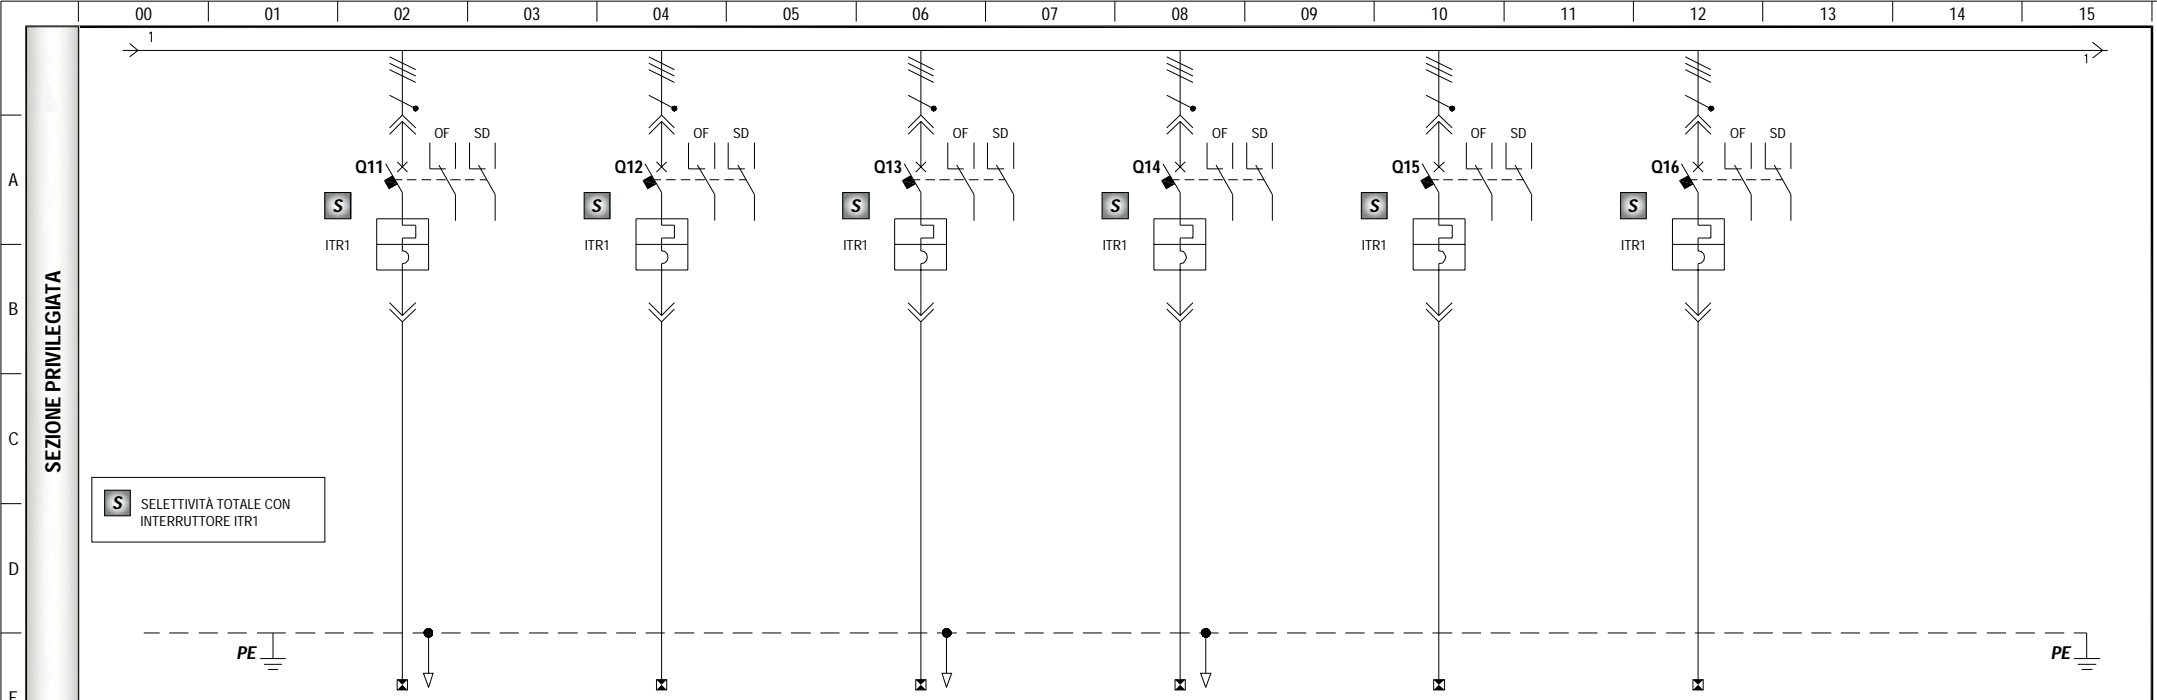 00 01 02 03 04 05 06 07 08 09 10 11 12 13 14 15
1
1
OF SD OF SD OF SD OF SD OF SD OF SD
Q11 Q12 Q13 Q14 Q15 Q16
A
S S S S S S
ITR1 ITR1 ITR1 ITR1 ITR1 ITR1
B
SEZIONE PRIVILEGIATA
C
S SELETTIVITÀ TOTALE CON
INTERRUTTORE ITR1
D
PE PE